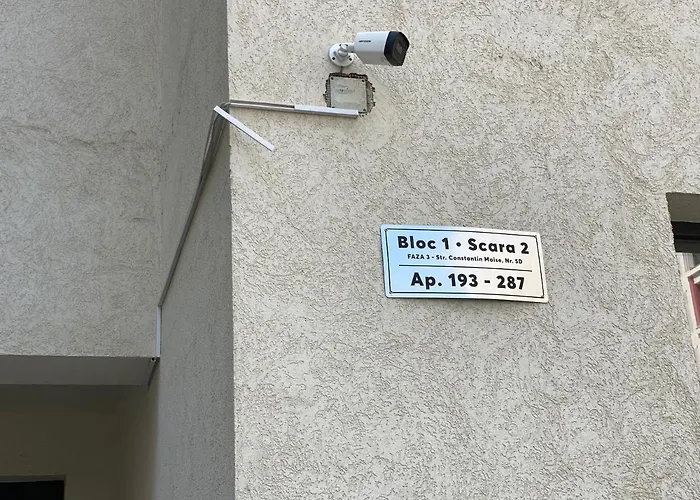 Bloc 1 • Scara 2
FAZA 3 - Str. Constantin Moise, Nr. 5D
Ap. 193 - 287